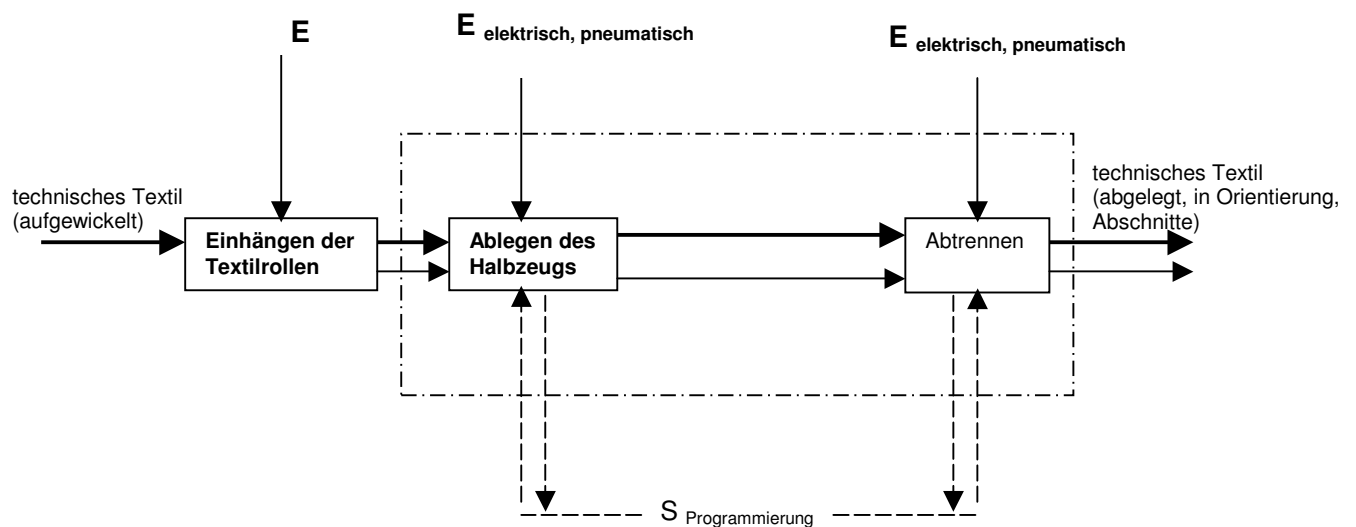 E
E elektrisch, pneumatisch
E elektrisch, pneumatisch
technisches Textil
(aufgewickelt)
Einhängen der
Textilrollen
Ablegen des
Halbzeugs
Abtrennen
technisches Textil
(abgelegt, in Orientierung,
Abschnitte)
S Programmierung